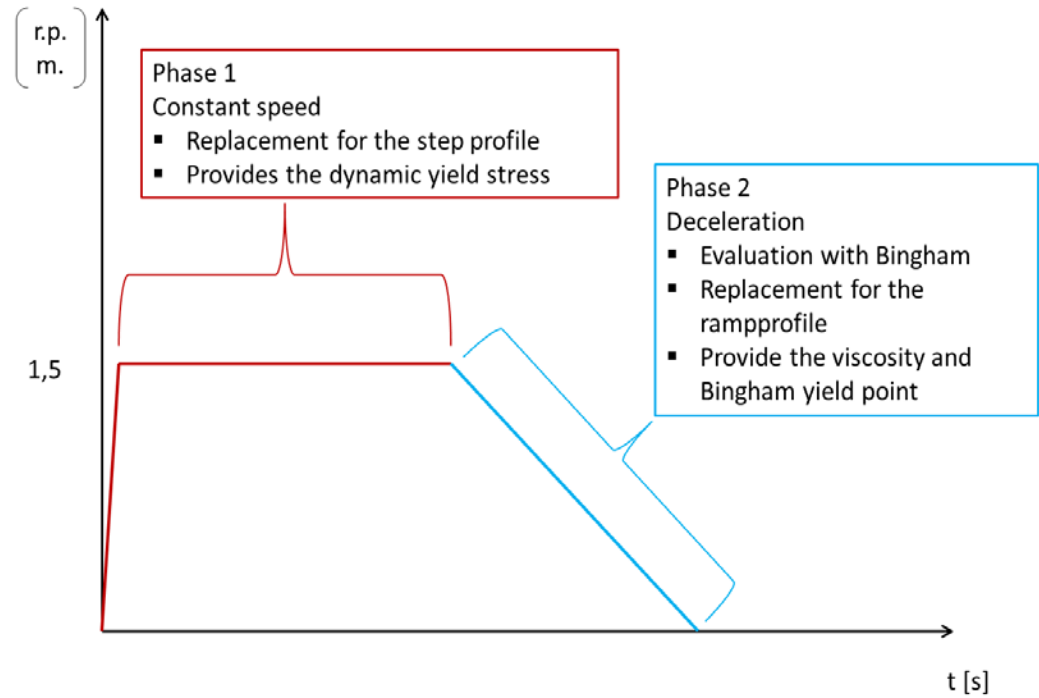 r.p.
m.
Phase 1
Constant speed
▪ Replacement for the step profile
▪ Provides the dynamic yield stress
Phase 2
Deceleration
▪ Evaluation with Bingham
▪ Replacement for the
rampprofile
▪ Provide the viscosity and
Bingham yield point
1,5
t [s]